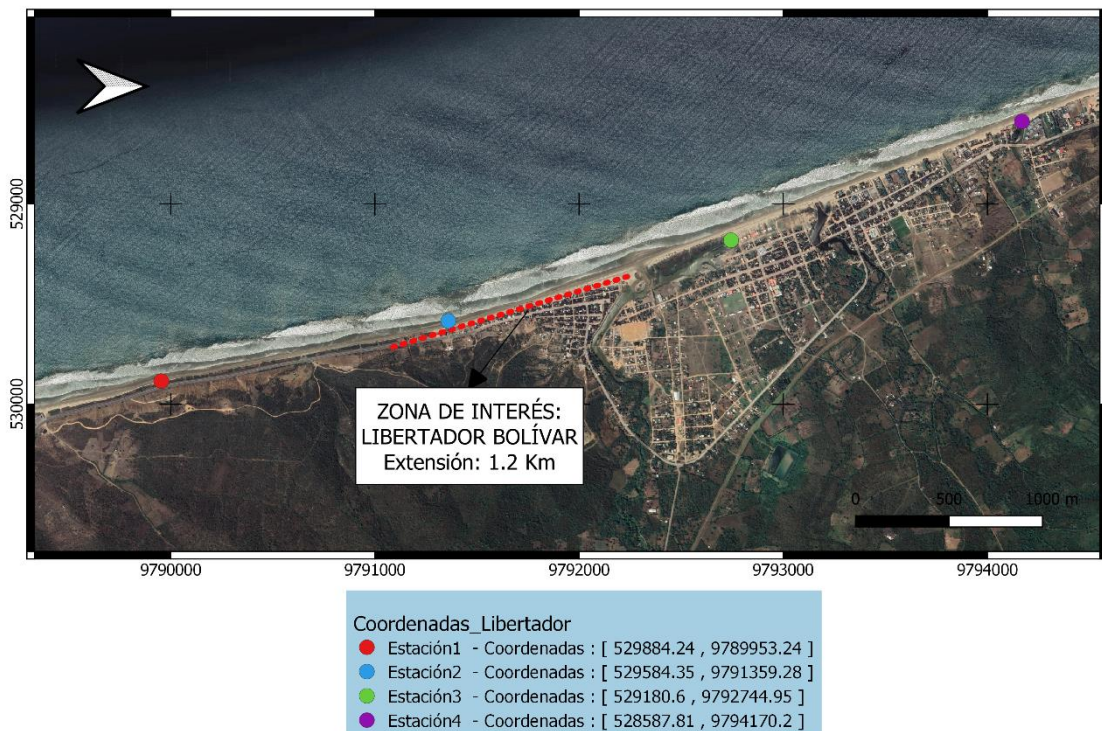 529000
530000
ZONA DE INTERÉS:
LIBERTADOR BOLÍVAR
Extensión: 1.2 Km
0 500 1000 m
9790000 9791000 9792000 9793000 9794000
Coordenadas_Libertador
Estación1 - Coordenadas : [ 529884.24 , 9789953.24 ]
Estación2 - Coordenadas : [ 529584.35 , 9791359.28 ]
Estación3 - Coordenadas : [ 529180.6 , 9792744.95 ]
Estación4 - Coordenadas : [ 528587.81 , 9794170.2 ]